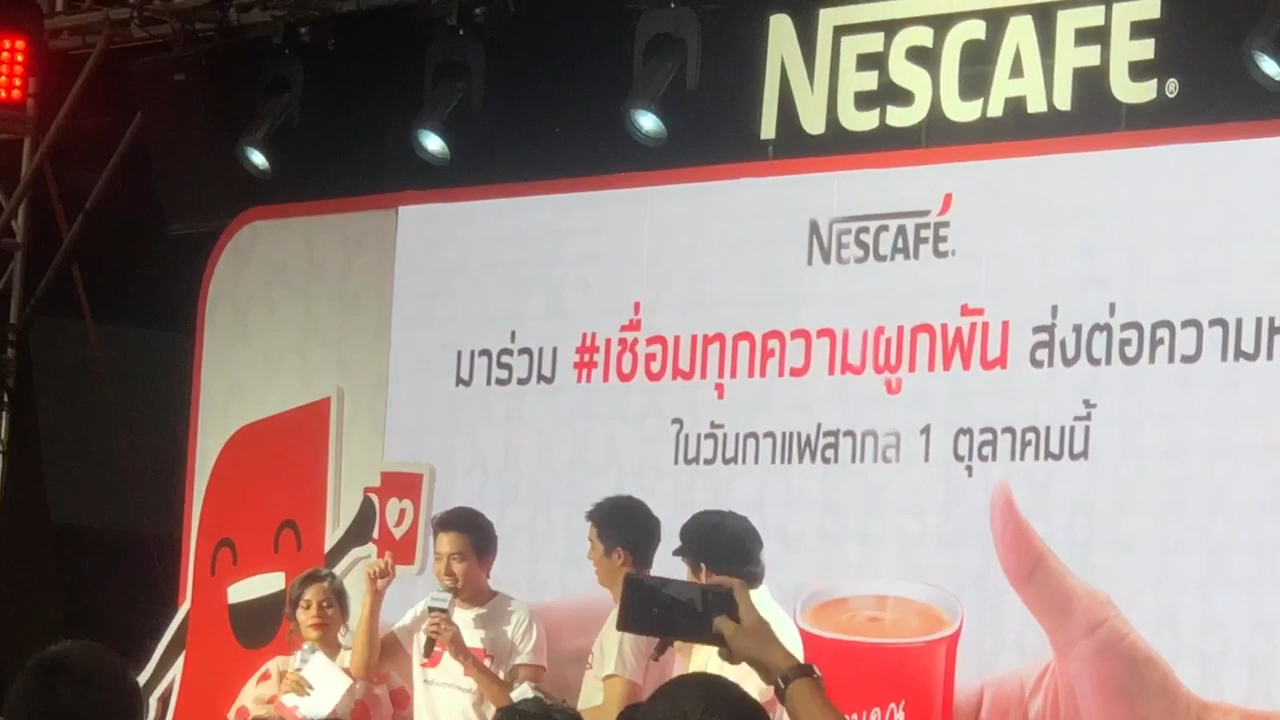 NESCAFÉ®
NESCAFÉ.
มาร่วม #เชื่อมทุกความผูกพัน ส่งต่อความ
ในวันกาแฟสากล 1 ตุลาคมนี้